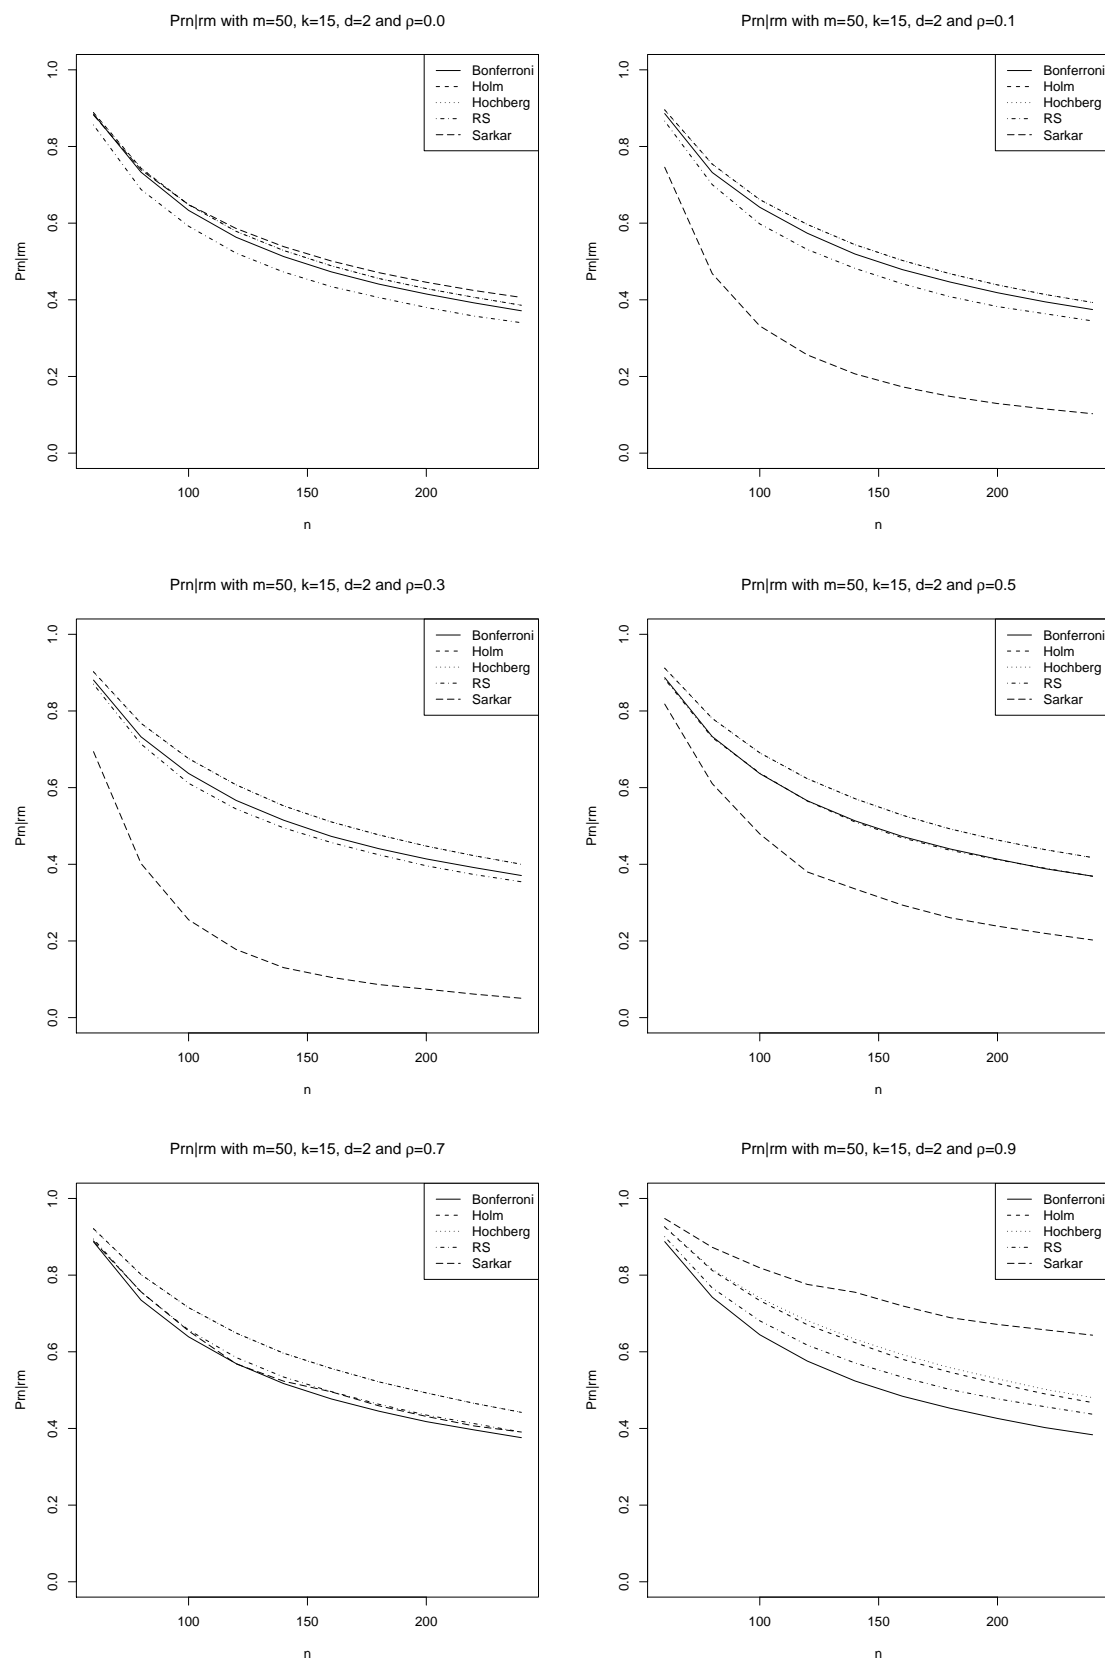 Prn|rm with m=50, k=15, d=2 and ρ=0.0
Bonferroni
Holm
Hochberg
RS
Sarkar
1.0
0.8
0.6
0.4
0.2
0.0
Prn|rm
100
150
200
n
Prn|rm with m=50, k=15, d=2 and ρ=0.1
Bonferroni
Holm
Hochberg
RS
Sarkar
1.0
0.8
0.6
0.4
0.2
0.0
Prn|rm
100
150
200
n
Prn|rm with m=50, k=15, d=2 and ρ=0.3
Bonferroni
Holm
Hochberg
RS
Sarkar
1.0
0.8
0.6
0.4
0.2
0.0
Prn|rm
100
150
200
n
Prn|rm with m=50, k=15, d=2 and ρ=0.5
Bonferroni
Holm
Hochberg
RS
Sarkar
1.0
0.8
0.6
0.4
0.2
0.0
Prn|rm
100
150
200
n
Prn|rm with m=50, k=15, d=2 and ρ=0.7
Bonferroni
Holm
Hochberg
RS
Sarkar
1.0
0.8
0.6
0.4
0.2
0.0
Prn|rm
100
150
200
n
Prn|rm with m=50, k=15, d=2 and ρ=0.9
Bonferroni
Holm
Hochberg
RS
Sarkar
1.0
0.8
0.6
0.4
0.2
0.0
Prn|rm
100
150
200
n